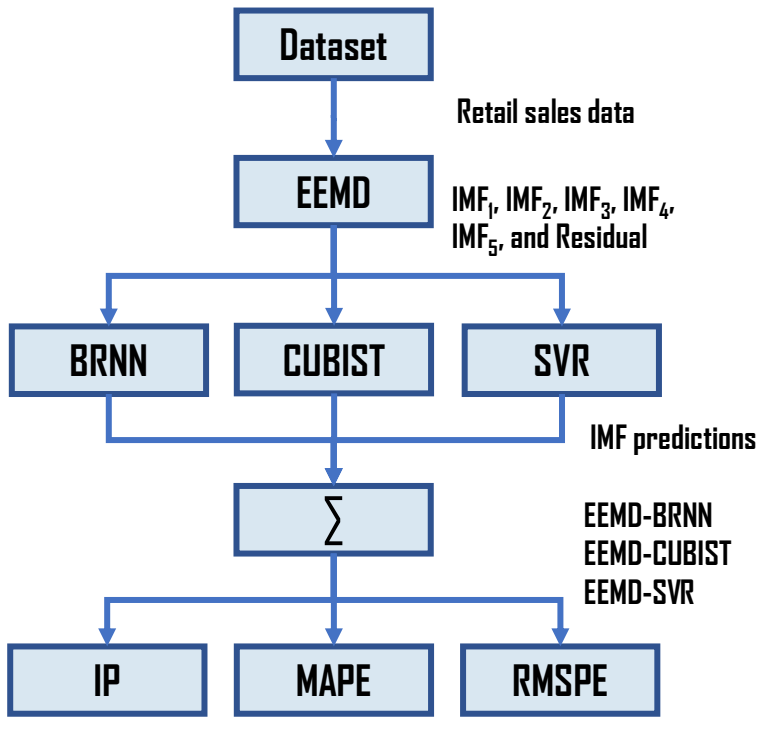 Dataset
Retail sales data
EEMD
IMF₁, IMF₂, IMF₃, IMF₄,
IMF₅, and Residual
BRNN
CUBIST
SVR
IMF predictions
∑
EEMD-BRNN
EEMD-CUBIST
EEMD-SVR
IP
MAPE
RMSPE